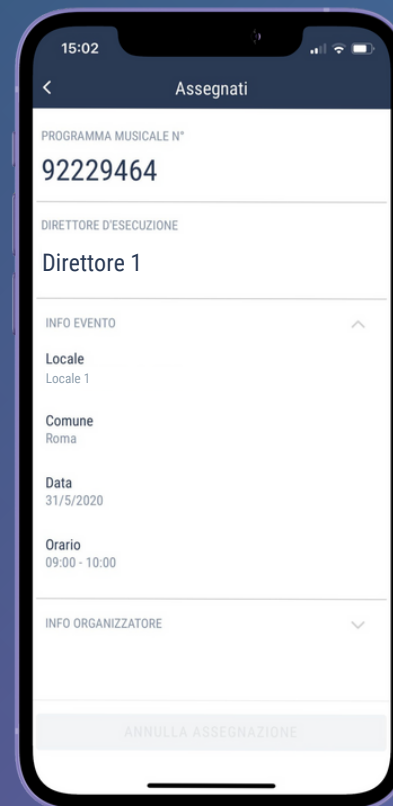 15:02
Assegnati
PROGRAMMA MUSICALE N°
92229464
DIRETTORE D'ESECUZIONE
Direttore 1
INFO EVENTO
Locale
Locale 1
Comune
Roma
Data
31/5/2020
Orario
09:00 - 10:00
INFO ORGANIZZATORE
ANNULLA ASSEGNAZIONE